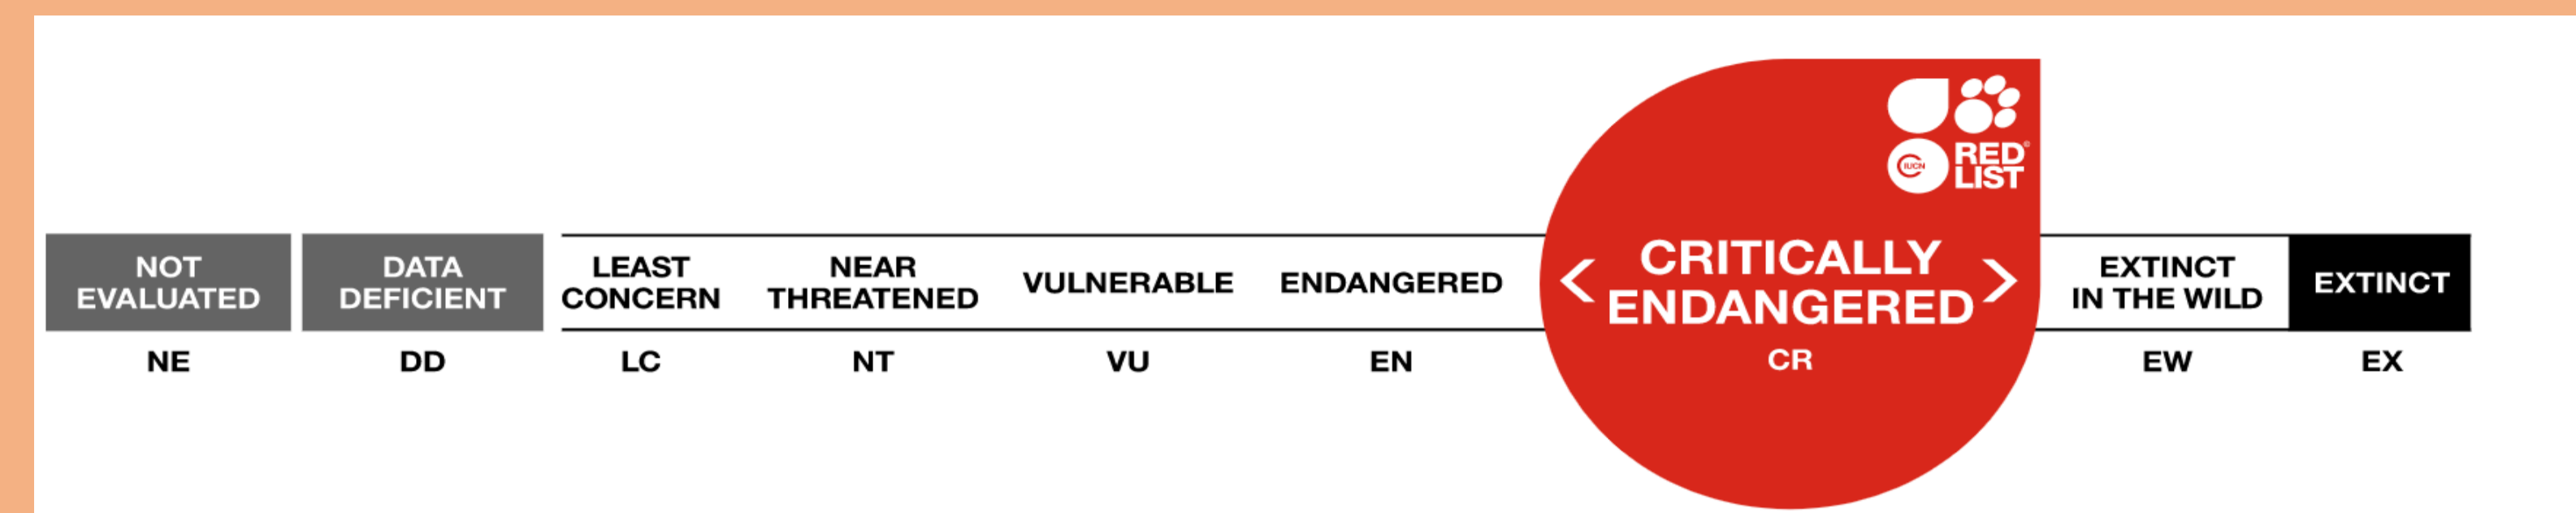 IUCN
RED
LIST
NOT
EVALUATED
DATA
DEFICIENT
LEAST
CONCERN
NEAR
THREATENED
VULNERABLE
ENDANGERED
< CRITICALLY
ENDANGERED >
EXTINCT
IN THE WILD
EXTINCT
NE
DD
LC
NT
VU
EN
CR
EW
EX